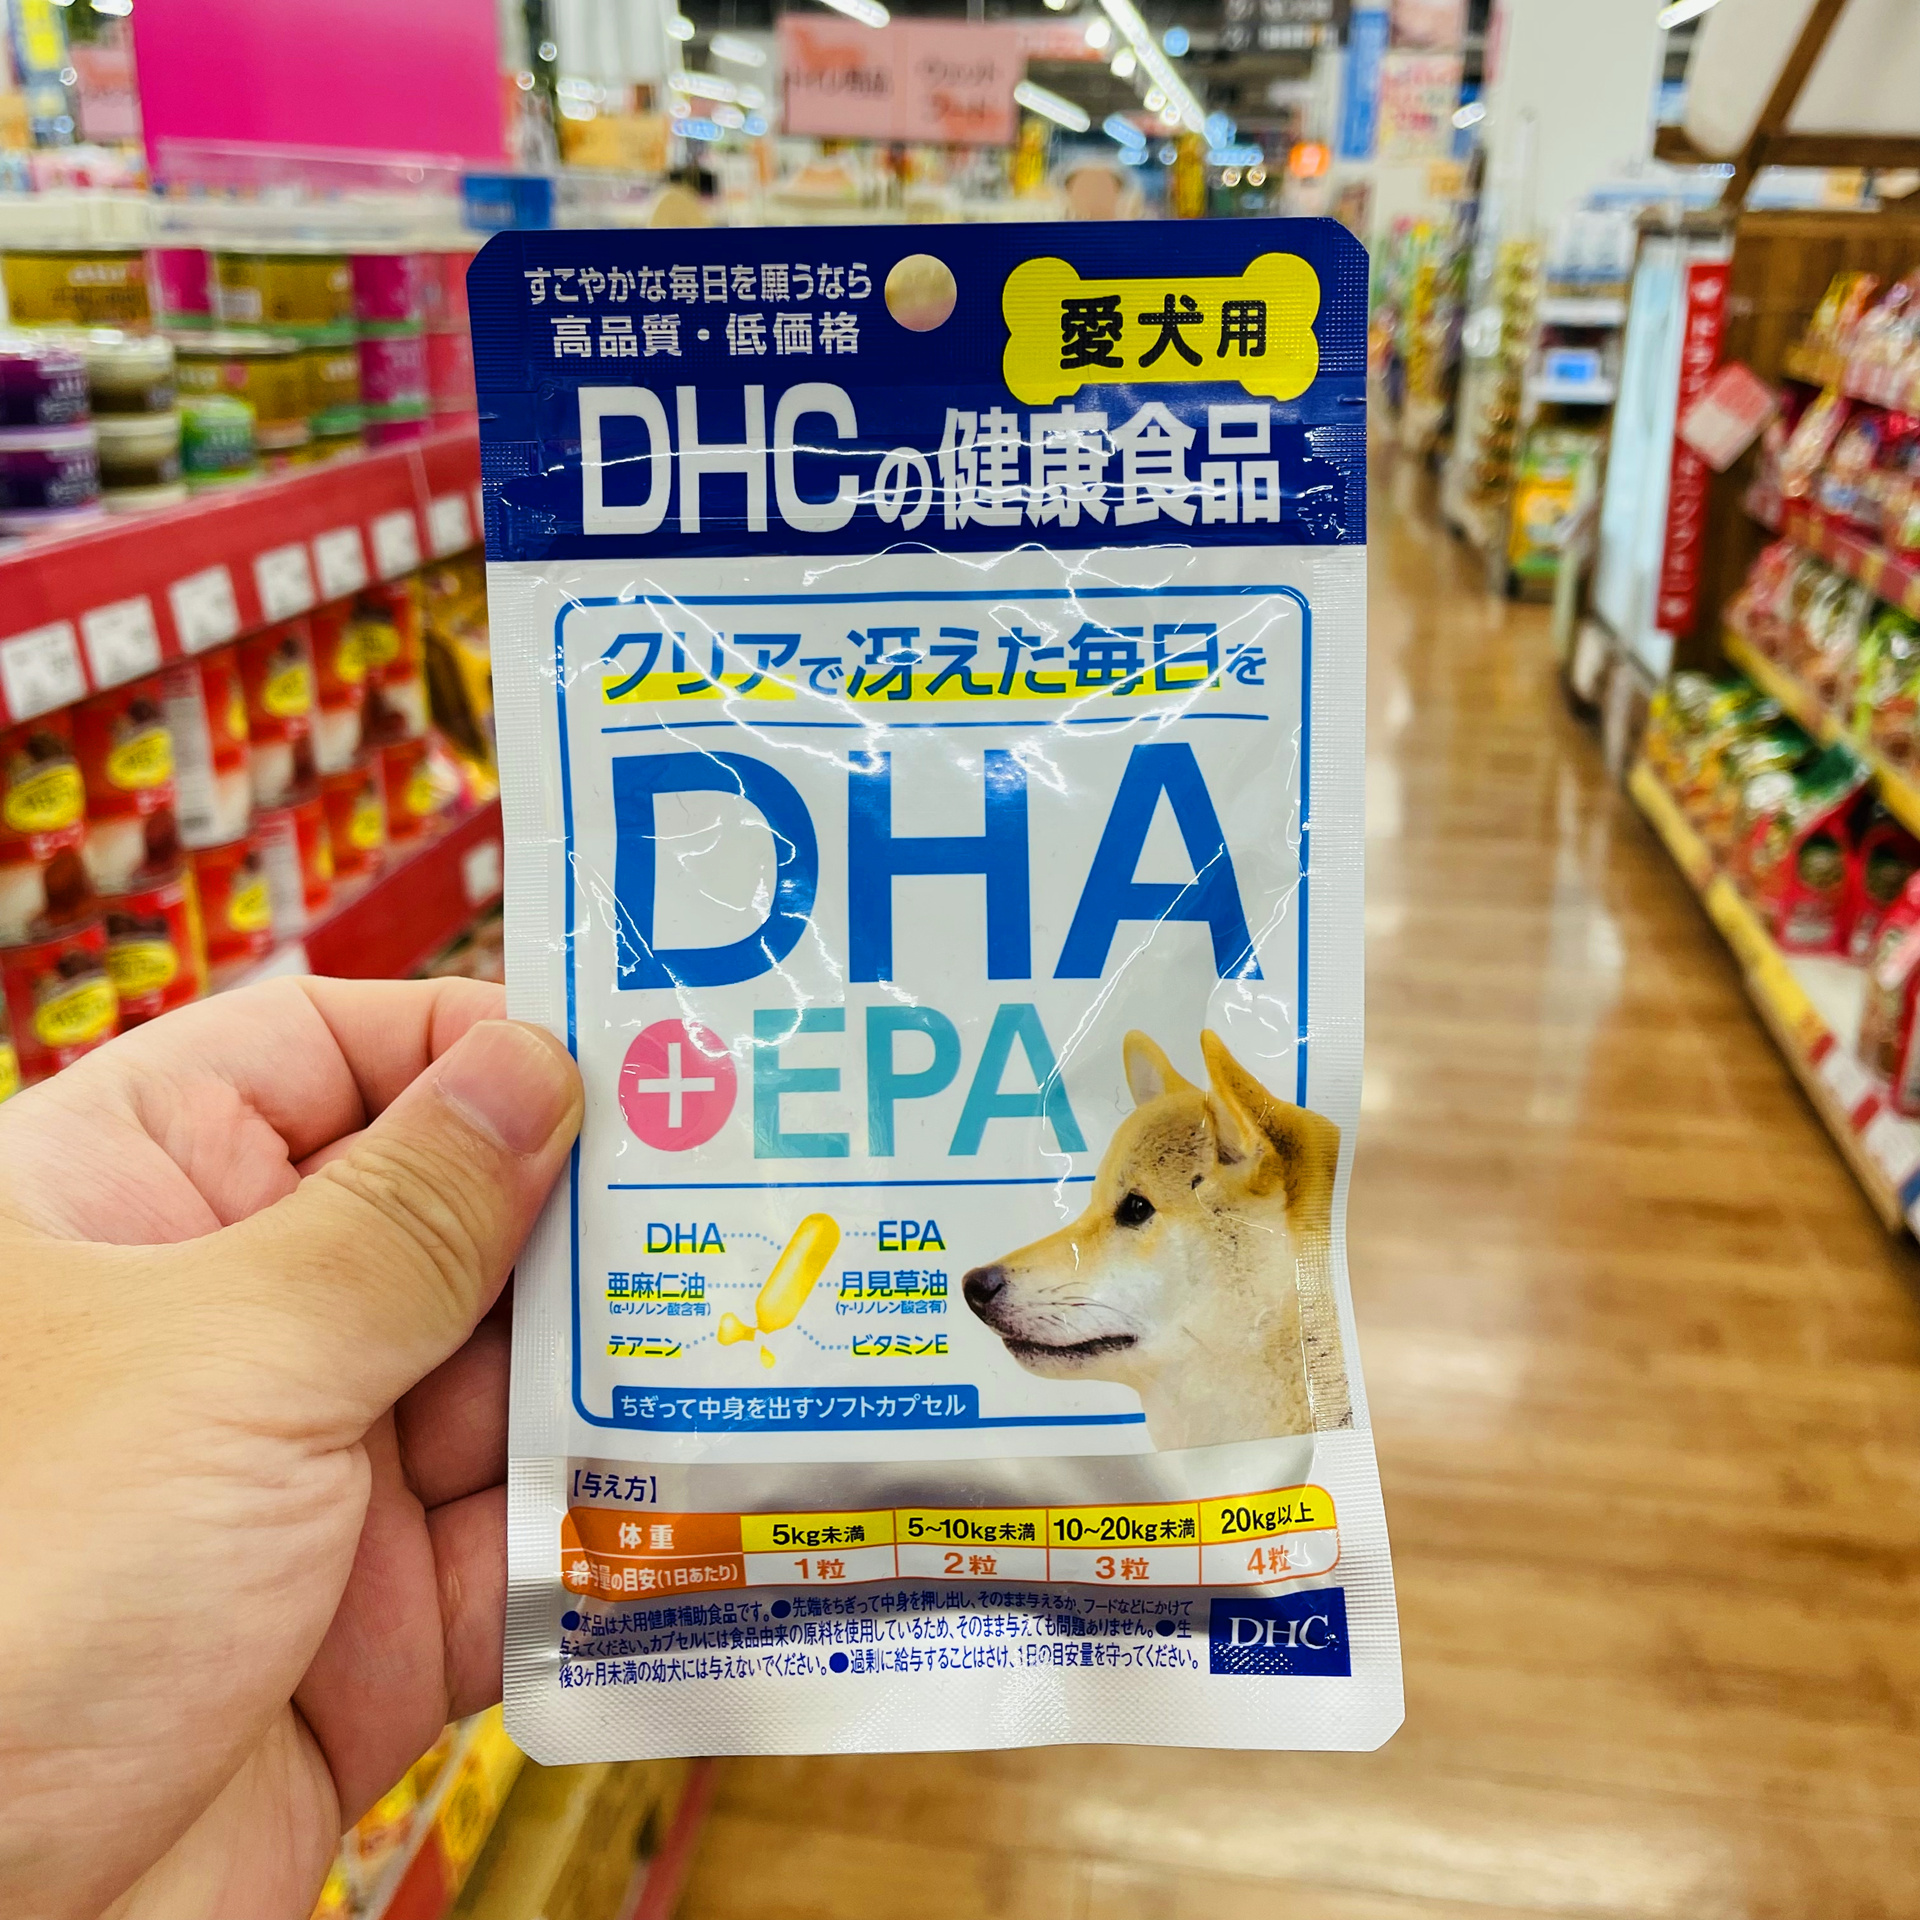 すこやかな毎日を願うなら
高品質・低価格
愛犬用
DHCの健康食品
クリアで冴えた毎日を
DHA
+EPA
DHA
EPA
亜麻仁油
(α-リノレン酸含有)
月見草油
(γ-リノレン酸含有)
テアニン
ビタミンE
ちぎって中身を出すソフトカプセル
【与え方】
体重 5kg未満 5~10kg未満 10~20kg未満 20kg以上
給与量の目安(1日あたり) 1粒 2粒 3粒 4粒
●本品は犬用健康補助食品です。●先端をちぎって中身を押し出し、そのまま与えるか、フードなどにかけて
与えてください。カプセルには食品由来の原料を使用しているため、そのまま与えても問題ありません。●生
後3ヶ月未満の幼犬には与えないでください。●過剰に給与することはさけ、1日の目安量を守ってください。
DHC
ウェット
フード